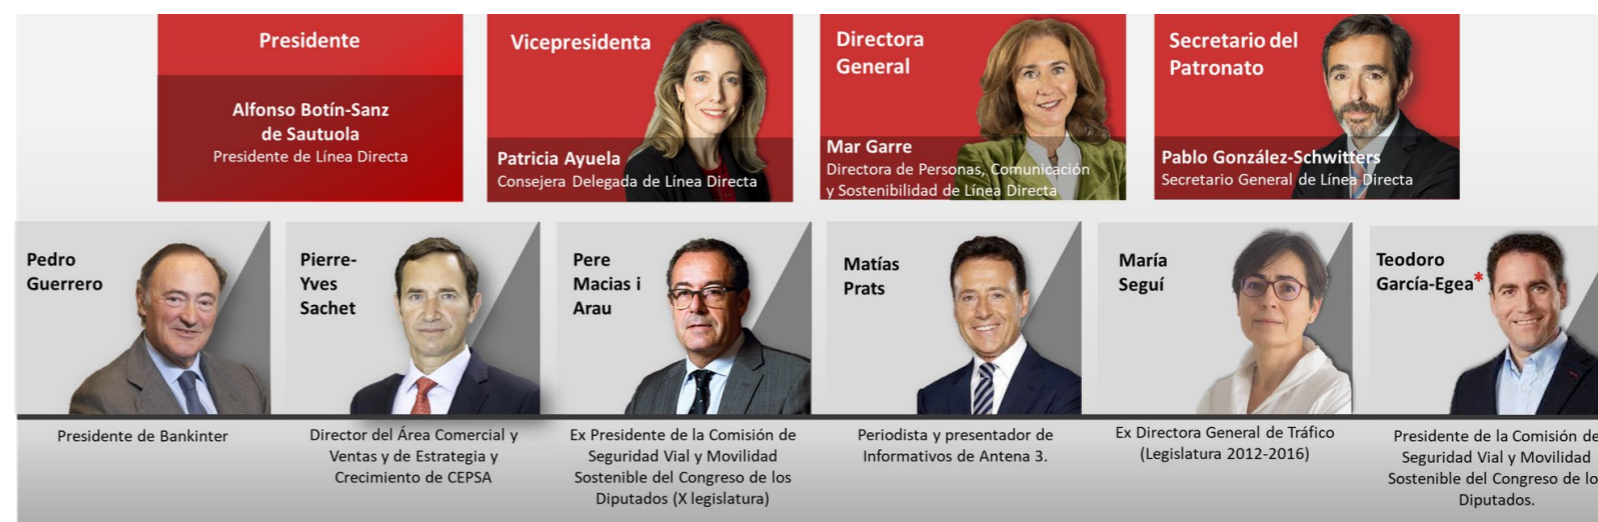 Presidente
Alfonso Botín-Sanz
de Sautuola
Presidente de Línea Directa
Vicepresidenta
Patricia Ayuela
Consejera Delegada de Línea Directa
Directora
General
Mar Garre
Directora de Personas, Comunicación
y Sostenibilidad de Línea Directa
Secretario del
Patronato
Pablo González-Schwitters
Secretario General de Línea Directa
Pedro
Guerrero
Presidente de Bankinter
Pierre-
Yves
Sachet
Director del Área Comercial y
Ventas y de Estrategia y
Crecimiento de CEPSA
Pere
Macias i
Arau
Ex Presidente de la Comisión de
Seguridad Vial y Movilidad
Sostenible del Congreso de los
Diputados (X legislatura)
Matías
Prats
Periodista y presentador de
Informativos de Antena 3.
María
Seguí
Ex Directora General de Tráfico
(Legislatura 2012-2016)
Teodoro
García-Egea*
Presidente de la Comisión de
Seguridad Vial y Movilidad
Sostenible del Congreso de lo
Diputados.